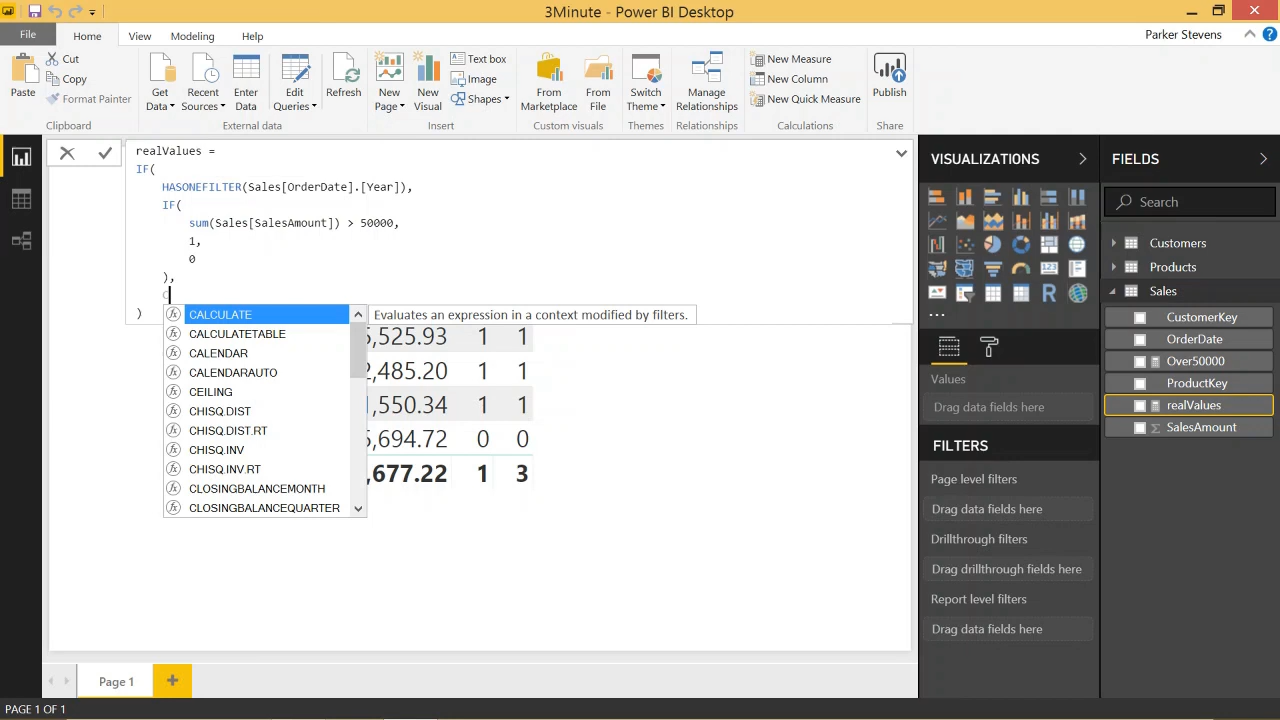 3Minute - Power BI Desktop
File
Home
View
Modeling
Help
Parker Stevens
?
Paste
Cut
Copy
Format Painter
Clipboard
Get
Data
Recent
Sources
Enter
Data
Edit
Queries
Refresh
External data
New
Page
New
Visual
Text box
Image
Shapes
Insert
From
Marketplace
From
File
Custom visuals
Switch
Theme
Themes
Manage
Relationships
Relationships
New Measure
New Column
New Quick Measure
Calculations
Publish
Share
realValues =
IF(
HASONEFILTER(Sales[OrderDate].[Year]),
IF(
sum(Sales[SalesAmount]) > 50000,
1,
0
),
C
)
CALCULATE
CALCULATETABLE
CALENDAR
CALENDARAUTO
CEILING
CHISQ.DIST
CHISQ.DIST.RT
CHISQ.INV
CHISQ.INV.RT
CLOSINGBALANCEMONTH
CLOSINGBALANCEQUARTER
Evaluates an expression in a context modified by filters.
5,525.93 1 1
2,485.20 1 1
1,550.34 1 1
5,694.72 0 0
,677.22 1 3
VISUALIZATIONS
R
Values
Drag data fields here
FILTERS
Page level filters
Drag data fields here
Drillthrough filters
Drag drillthrough fields here
Report level filters
Drag data fields here
FIELDS
Search
Customers
Products
Sales
CustomerKey
OrderDate
Over50000
ProductKey
realValues
SalesAmount
Page 1
+
PAGE 1 OF 1